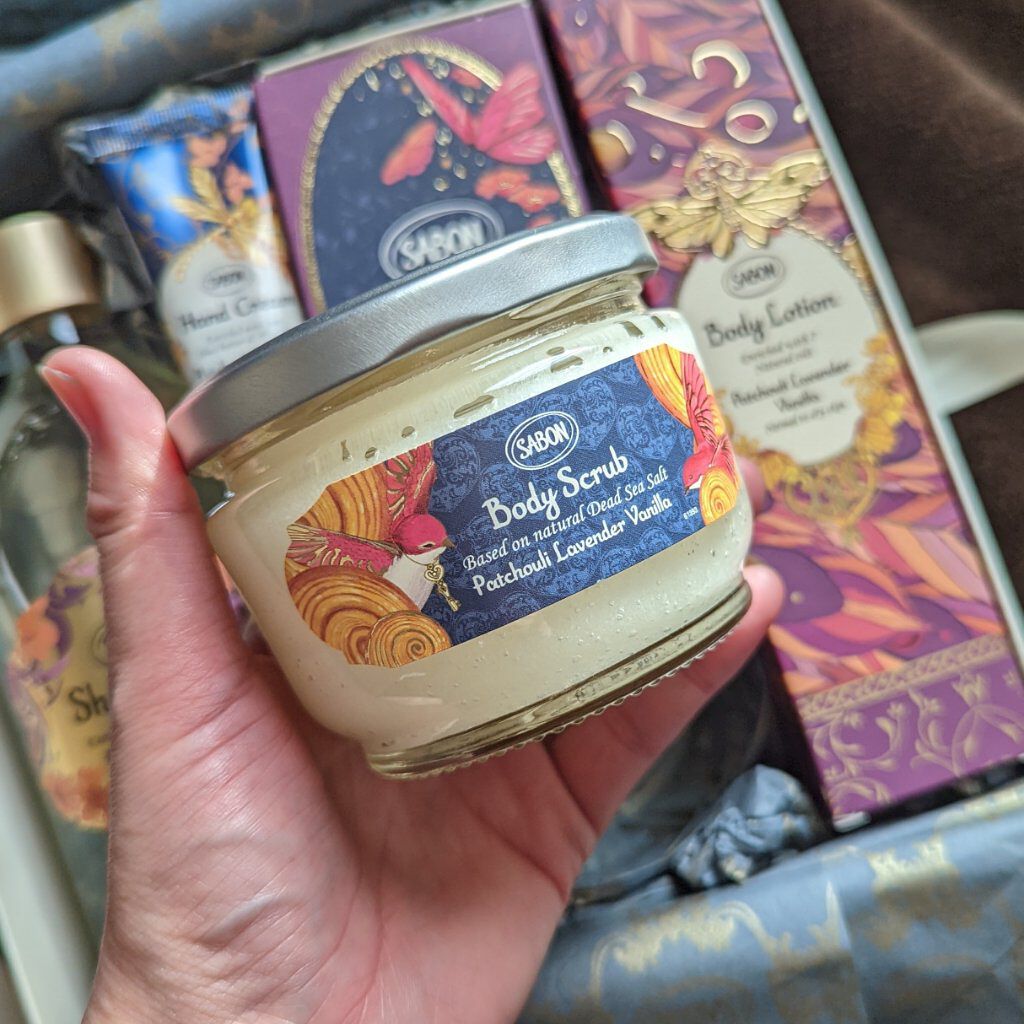 SABON
Hand Cream
SABON
SABON
Body Lotion
Patchouli Lavender
Vanilla
SABON
Body Scrub
Based on natural Dead Sea Salt
Patchouli Lavender Vanilla
Sh